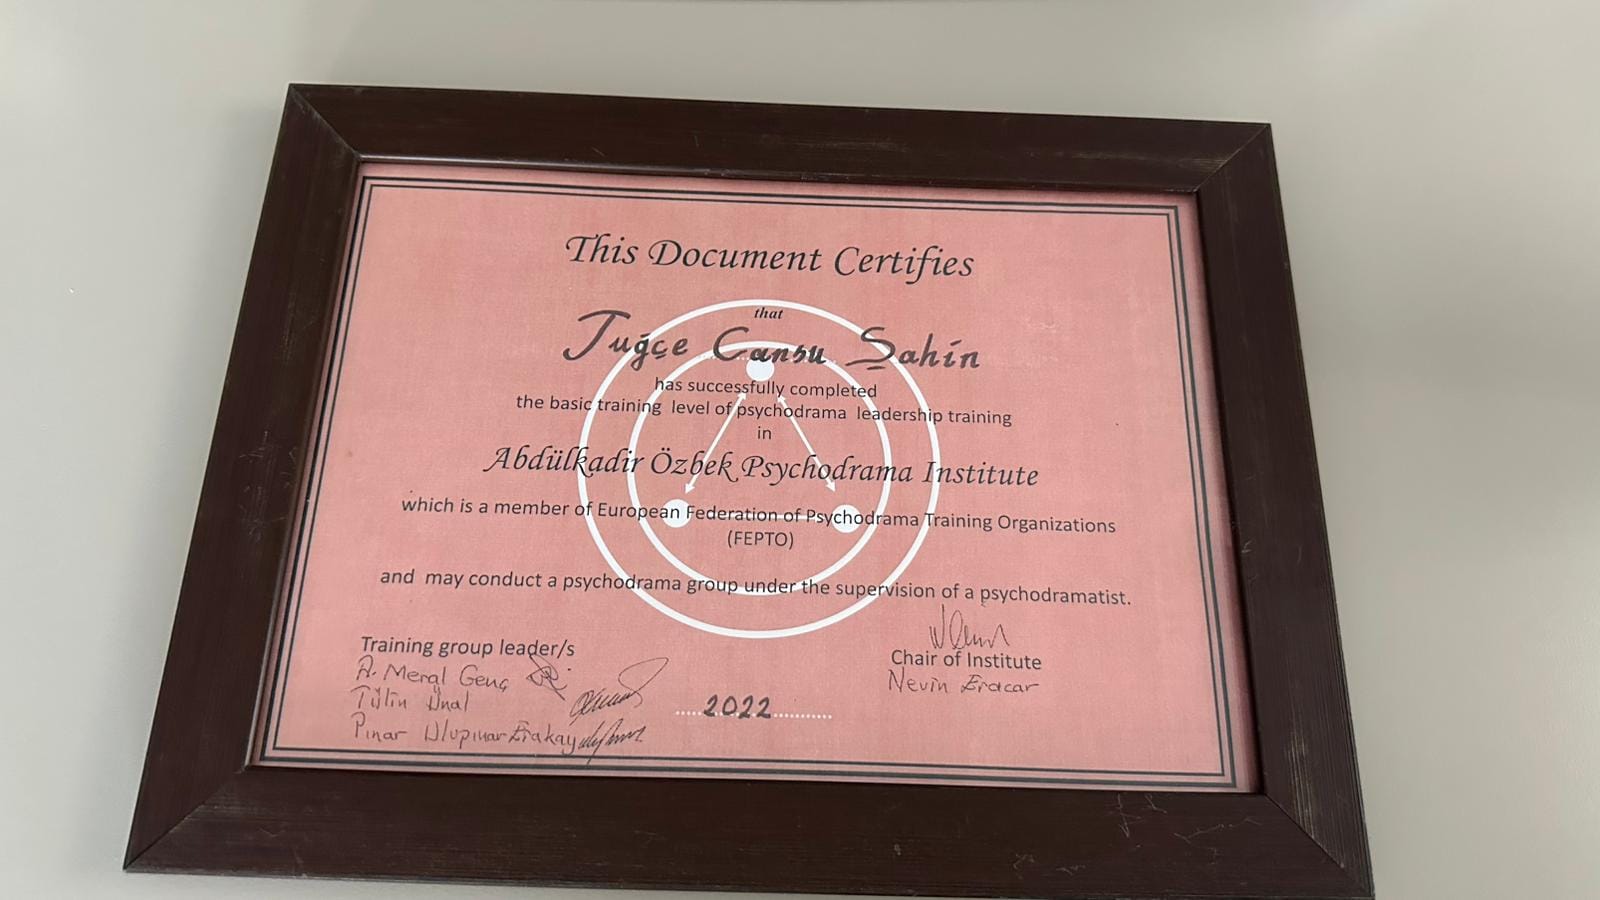 This Document Certifies
that
Tuğçe Cansu Şahin
has successfully completed
the basic training level of psychodrama leadership training
in
Abdülkadir Özbek Psychodrama Institute
which is a member of European Federation of Psychodrama Training Organizations
(FEPTO)
and may conduct a psychodrama group under the supervision of a psychodramatist.
Training group leader/s
A. Meral Genç
Tülin Ünal
Pınar Ulupınar Erakay
2022
Chair of Institute
Nevin Eracar